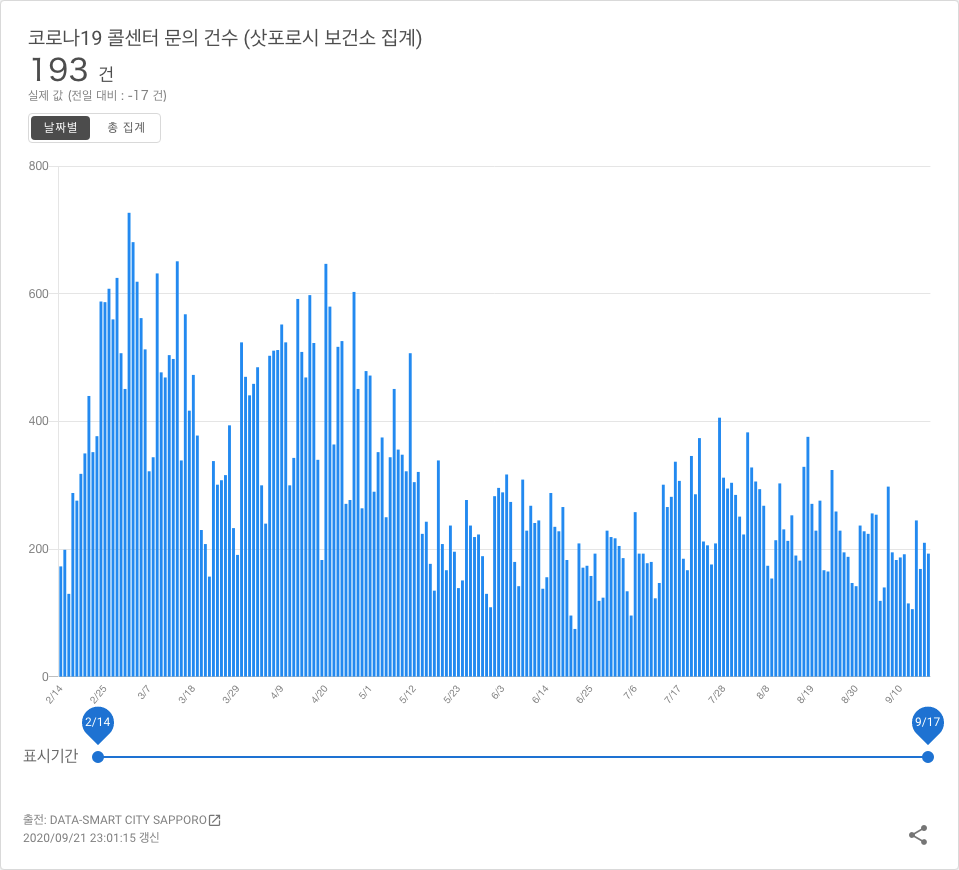 코로나19 콜센터 문의 건수 (삿포로시 보건소 집계)
193 건
실제 값 (전일 대비 : -17 건)
날짜별 총 집계
800
600
400
200
0
2/14 2/25 3/7 3/18 3/29 4/9 4/20 5/1 5/12 5/23 6/3 6/14 6/25 7/6 7/17 7/28 8/8 8/19 8/30 9/10
2/14 9/17
표시기간
출전: DATA-SMART CITY SAPPORO
2020/09/21 23:01:15 갱신